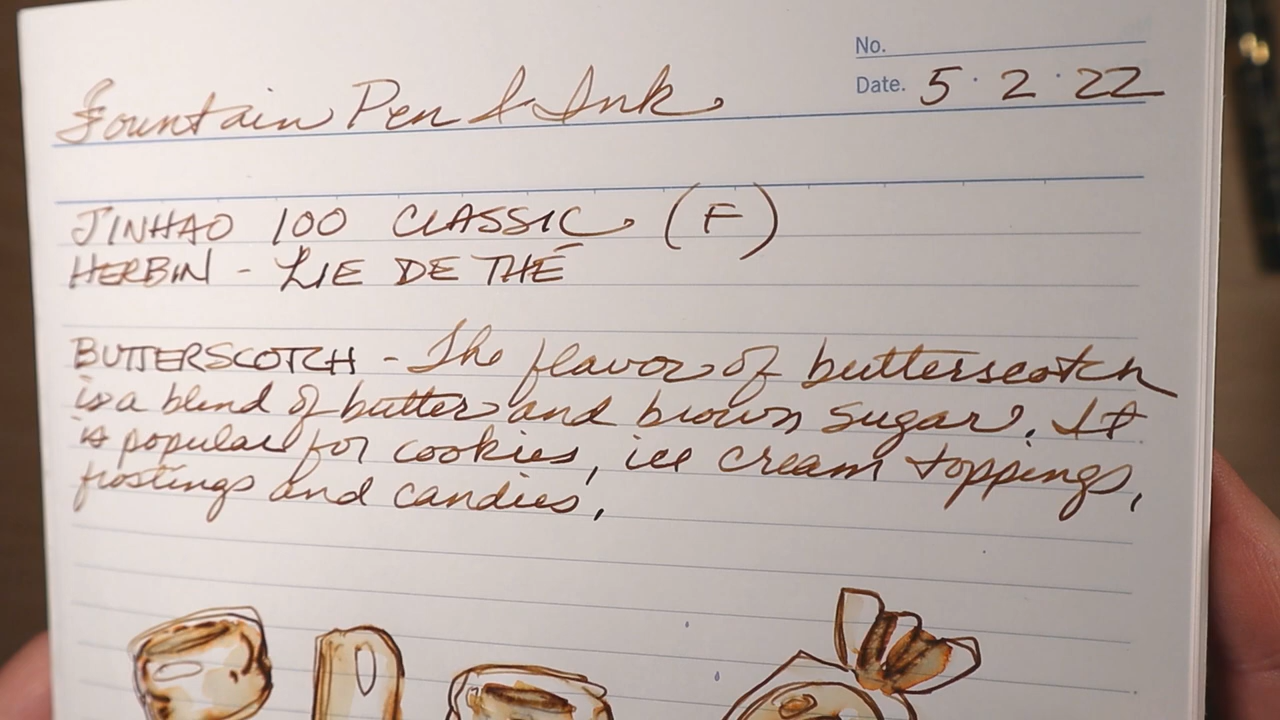 No.
Date. 5·2·22
Fountain Pen & Ink
JINHAO 100 CLASSIC (F)
HERBIN - LIE DE THÉ
BUTTERSCOTCH - The flavor of butterscotch
is a blend of butter and brown sugar. It
is popular for cookies, ice cream toppings,
frostings and candies.